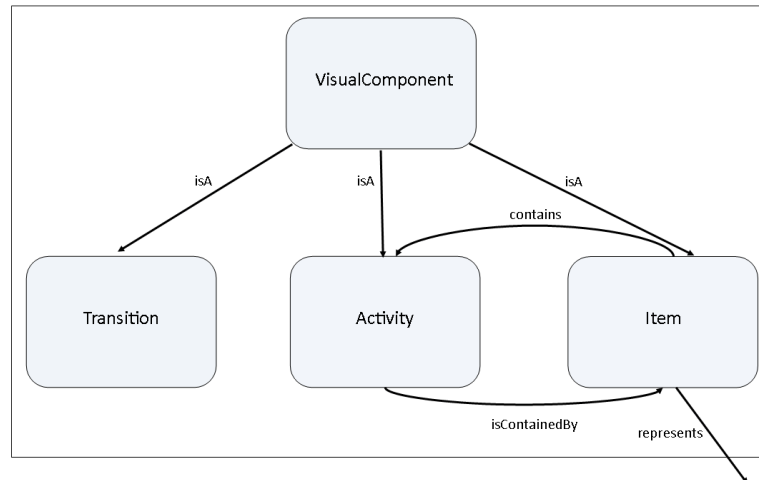 VisualComponent
isA
isA
isA
contains
Transition
Activity
Item
isContainedBy
represents